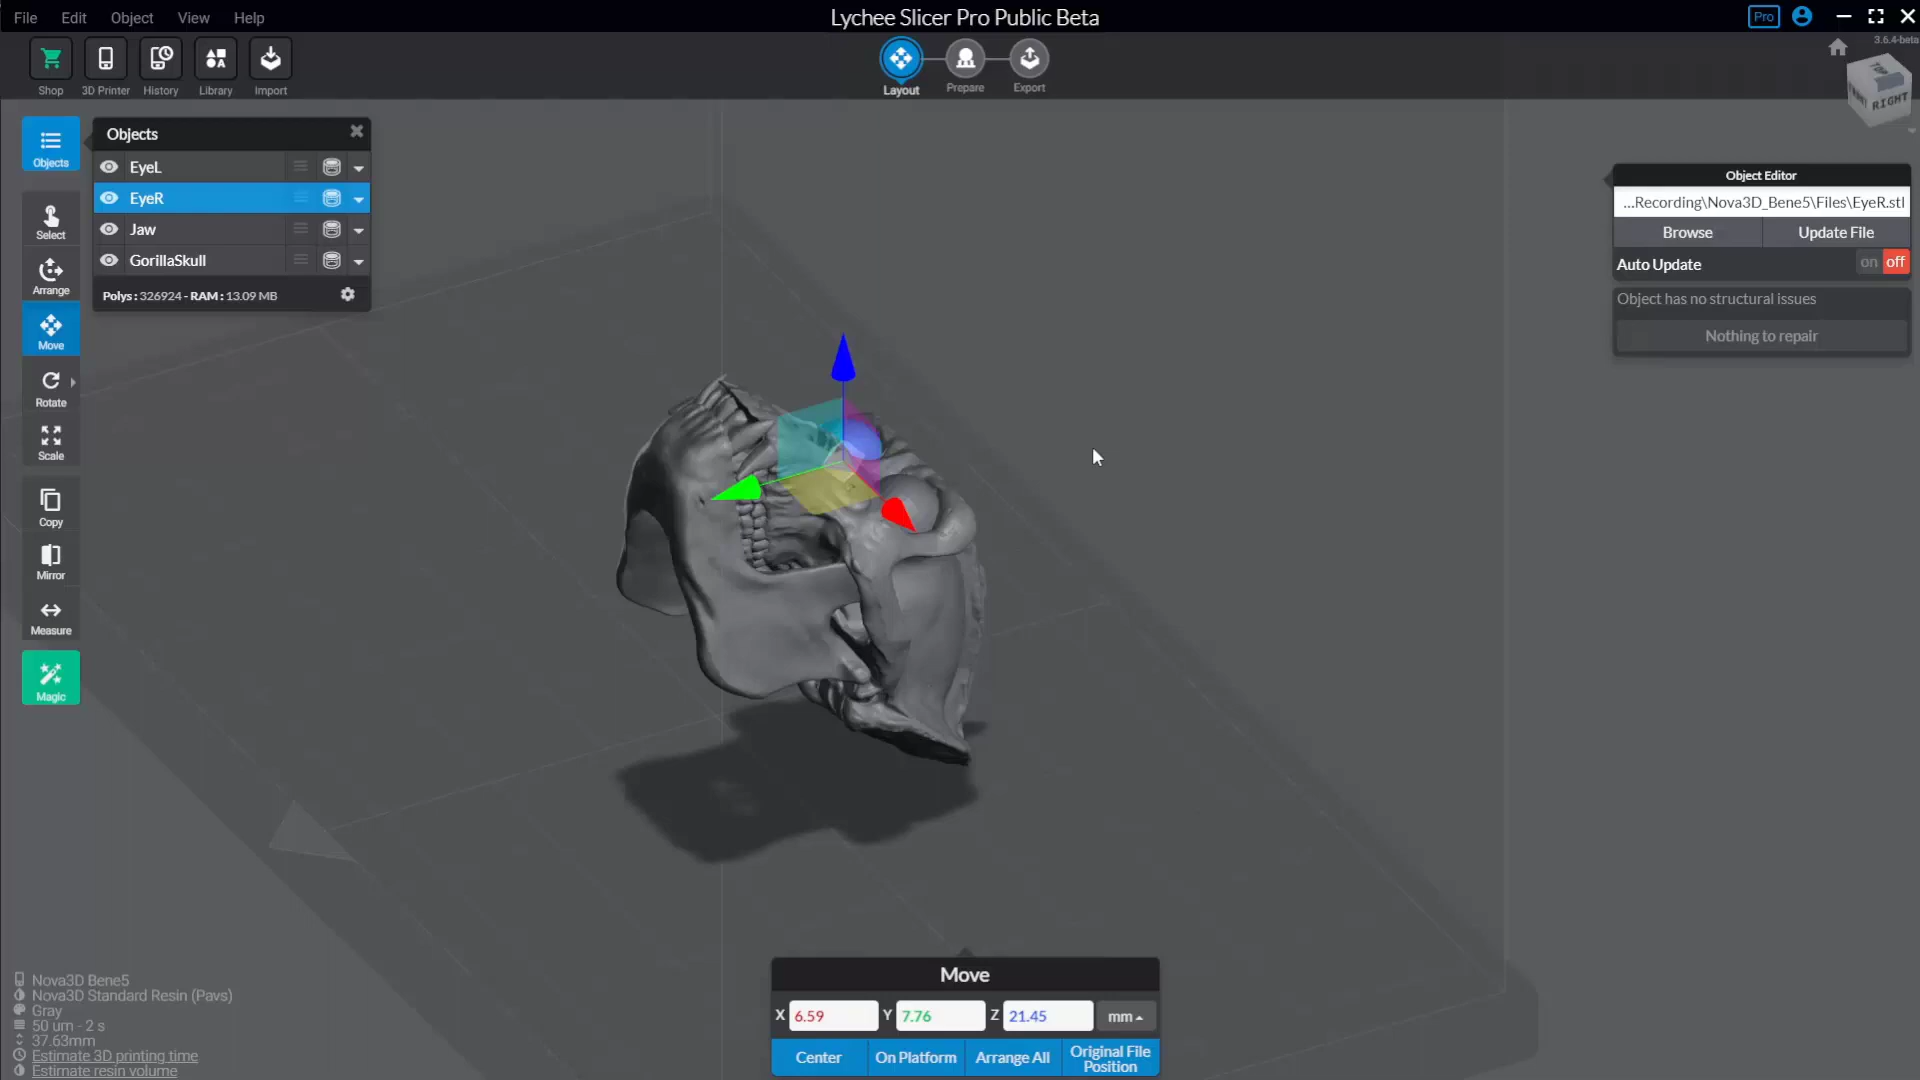 File Edit Object View Help
Lychee Slicer Pro Public Beta
Pro
3.6.4-beta
Shop 3D Printer History Library Import
Layout Prepare Export
RIGHT
Objects
Objects
EyeL
EyeR
Jaw
GorillaSkull
Polys : 326924 - RAM : 13.09 MB
Select
Arrange
Move
Rotate
Scale
Copy
Mirror
Measure
Magic
Object Editor
...Recording\Nova3D_Bene5\Files\EyeR.stl
Browse Update File
Auto Update on off
Object has no structural issues
Nothing to repair
Nova3D Bene5
Nova3D Standard Resin (Pavs)
Gray
50 um - 2 s
37.63mm
Estimate 3D printing time
Estimate resin volume
Move
X 6.59 Y 7.76 Z 21.45 mm
Center On Platform Arrange All Original File Position